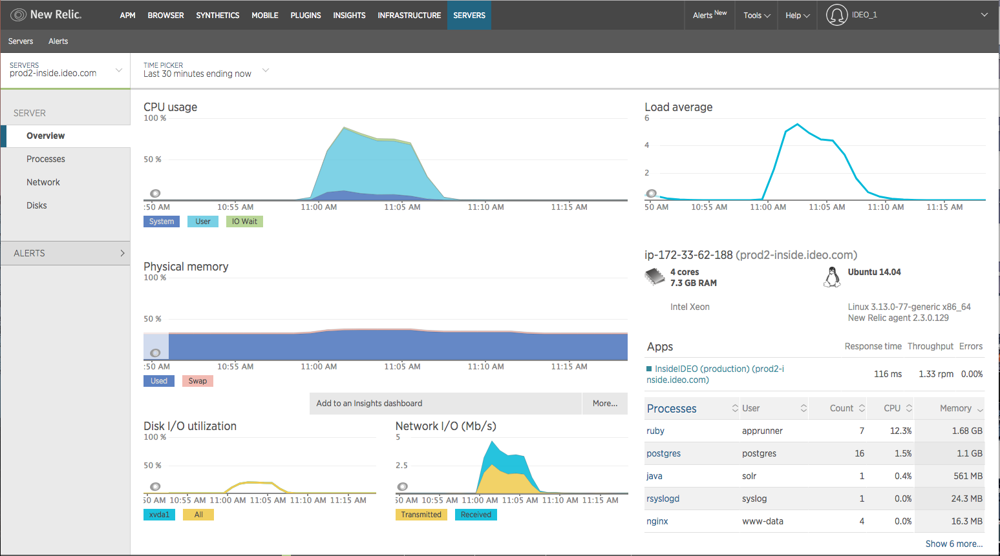 New Relic.
APM BROWSER SYNTHETICS MOBILE PLUGINS INSIGHTS INFRASTRUCTURE SERVERS
Alerts New Tools Help IDEO_1
Servers Alerts
SERVERS
prod2-inside.ideo.com
TIME PICKER
Last 30 minutes ending now
SERVER
Overview
Processes
Network
Disks
ALERTS
CPU usage
100 %
50 %
:50 AM 10:55 AM 11:00 AM 11:05 AM 11:10 AM 11:15 AM
System User IO Wait
Load average
6
4
2
50 AM 10:55 AM 11:00 AM 11:05 AM 11:10 AM 11:15 AM
Physical memory
100 %
50 %
:50 AM 10:55 AM 11:00 AM 11:05 AM 11:10 AM 11:15 AM
Used Swap
Add to an Insights dashboard More...
Disk I/O utilization
100 %
50 %
50 AM 10:55 AM 11:00 AM 11:05 AM 11:10 AM 11:15 AM
xvda1 All
Network I/O (Mb/s)
5
2.5
50 AM 10:55 AM 11:00 AM 11:05 AM 11:10 AM 11:15 AM
Transmitted Received
ip-172-33-62-188 (prod2-inside.ideo.com)
4 cores
7.3 GB RAM
Intel Xeon
Ubuntu 14.04
Linux 3.13.0-77-generic x86_64
New Relic agent 2.3.0.129
Apps Response time Throughput Errors
InsideIDEO (production) (prod2-i
nside.ideo.com)
116 ms 1.33 rpm 0.00%
Processes User Count CPU Memory
ruby apprunner 7 12.3% 1.68 GB
postgres postgres 16 1.5% 1.1 GB
java solr 1 0.4% 561 MB
rsyslogd syslog 1 0.0% 24.3 MB
nginx www-data 4 0.0% 16.3 MB
Show 6 more...